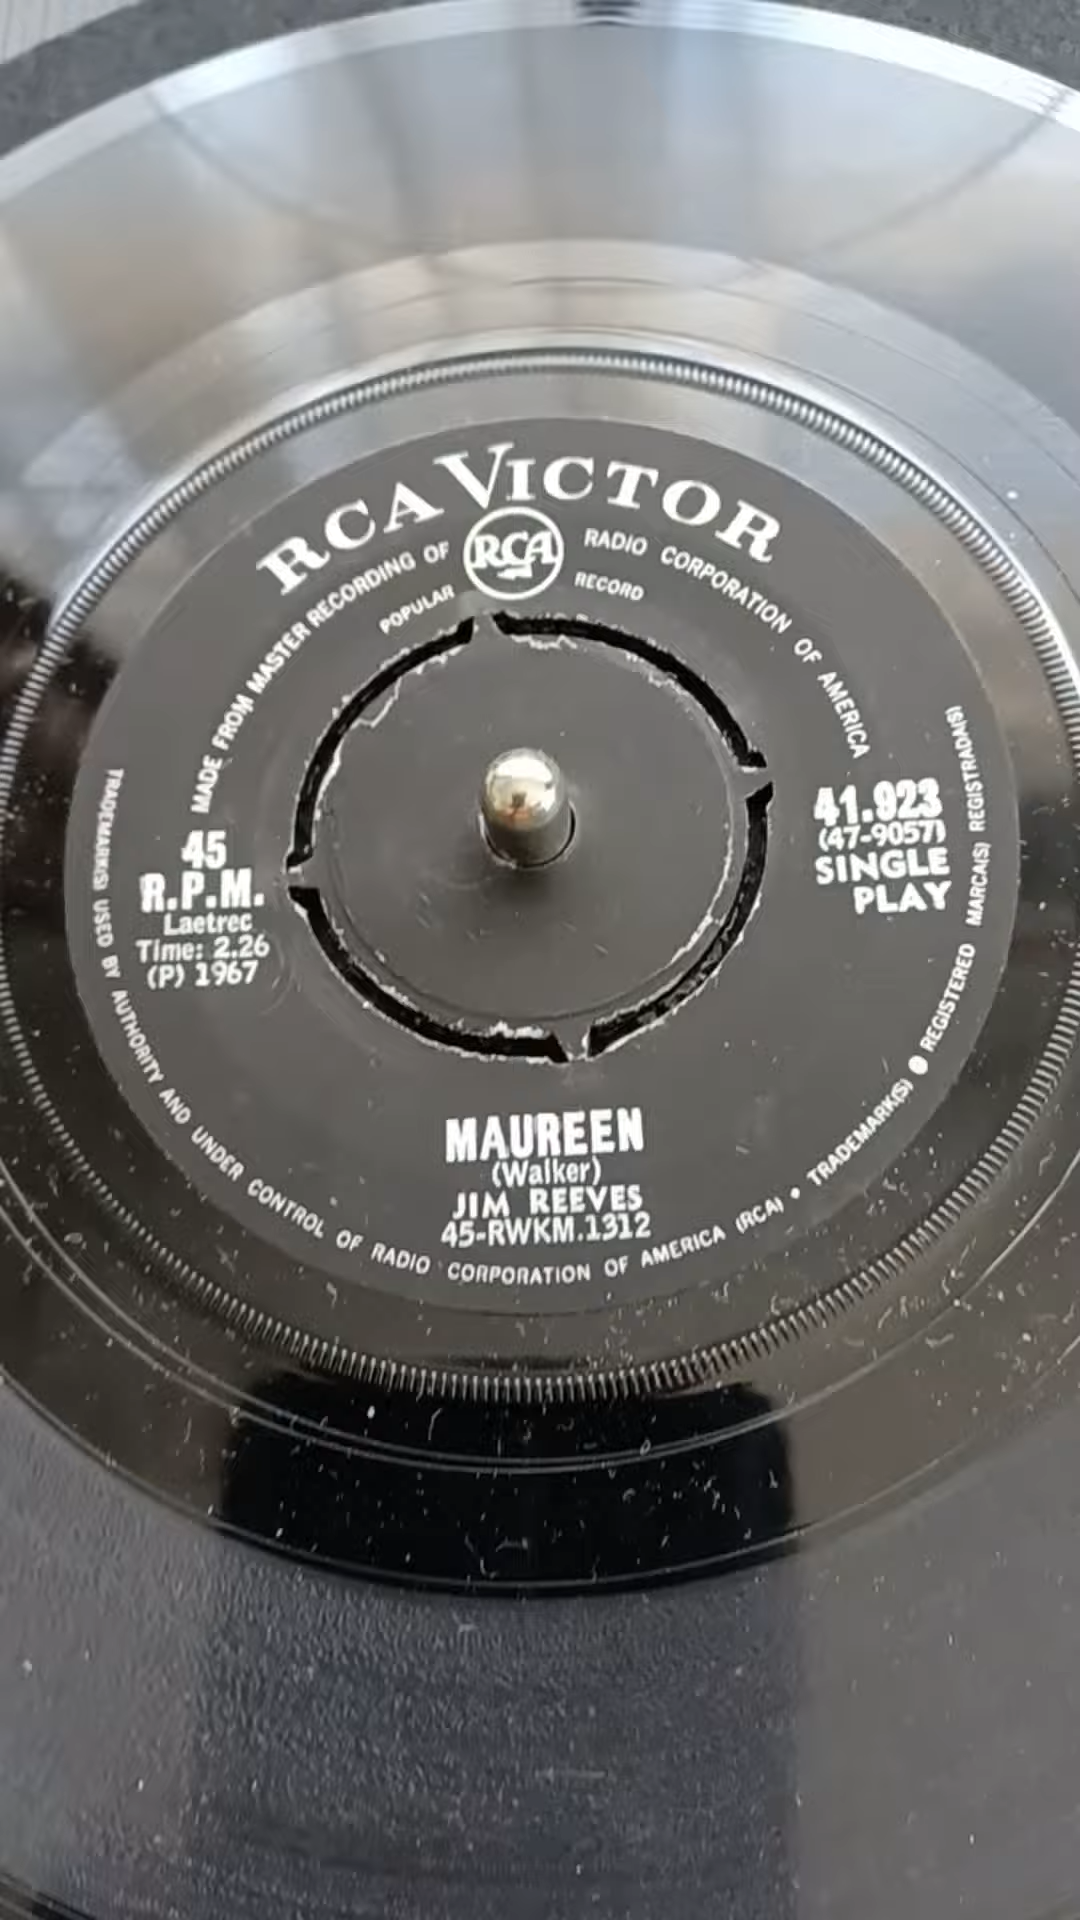 RCA VICTOR
RCA
MADE FROM MASTER RECORDING OF RADIO CORPORATION OF AMERICA
POPULAR RECORD
45
R.P.M.
Laetrec
Time: 2.26
(P) 1967
41.923
(47-9057)
SINGLE
PLAY
MAUREEN
(Walker)
JIM REEVES
45-RWKM.1312
TRADEMARK(S) USED BY AUTHORITY AND UNDER CONTROL OF RADIO CORPORATION OF AMERICA (RCA) • TRADEMARK(S) ● REGISTERED MARCA(S) REGISTRADA(S)